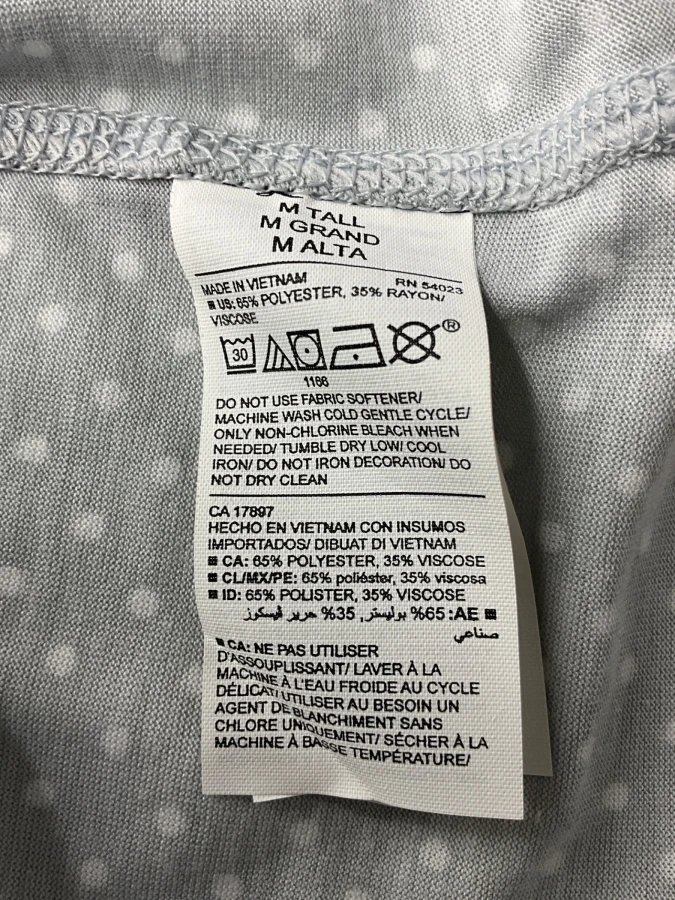 M TALL
M GRAND
M ALTA
MADE IN VIETNAM RN 54023
■ US: 65% POLYESTER, 35% RAYON/
VISCOSE
30 ®
1166
DO NOT USE FABRIC SOFTENER/
MACHINE WASH COLD GENTLE CYCLE/
ONLY NON-CHLORINE BLEACH WHEN
NEEDED/ TUMBLE DRY LOW/ COOL
IRON/ DO NOT IRON DECORATION/ DO
NOT DRY CLEAN
CA 17897
HECHO EN VIETNAM CON INSUMOS
IMPORTADOS/ DIBUAT DI VIETNAM
■ CA: 65% POLYESTER, 35% VISCOSE
■ CL/MX/PE: 65% poliéster, 35% viscosa
■ ID: 65% POLISTER, 35% VISCOSE
■ AE: 65% بوليستر, 35% حرير فيسكوز
صناعي
■ CA: NE PAS UTILISER
D'ASSOUPLISSANT/ LAVER À LA
MACHINE À L'EAU FROIDE AU CYCLE
DÉLICAT/ UTILISER AU BESOIN UN
AGENT DE BLANCHIMENT SANS
CHLORE UNIQUEMENT/ SÉCHER À LA
MACHINE À BASSE TEMPÉRATURE/